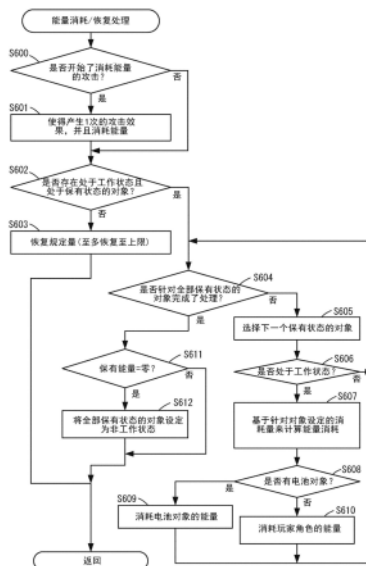 能量消耗/恢复处理
S600
是否开始了消耗能量
的攻击?
否
是
S601
使得产生1次的攻击效
果，并且消耗能量
S602
是否存在处于工作状态且
处于保有状态的对象?
是
否
S603
恢复规定量(至多恢复至上限)
S604
是否针对全部保有状态的
对象完成了处理?
否
是
S605
选择下一个保有状态的对象
S606
是否处于工作状态?
否
是
S611
保有能量=零?
否
是
S607
基于针对对象设定的消
耗量来计算能量消耗
S612
将全部保有状态的对象设定
为非工作状态
S608
是否有电池对象?
是
否
S609
消耗电池对象的能量
S610
消耗玩家角色的能量
返回